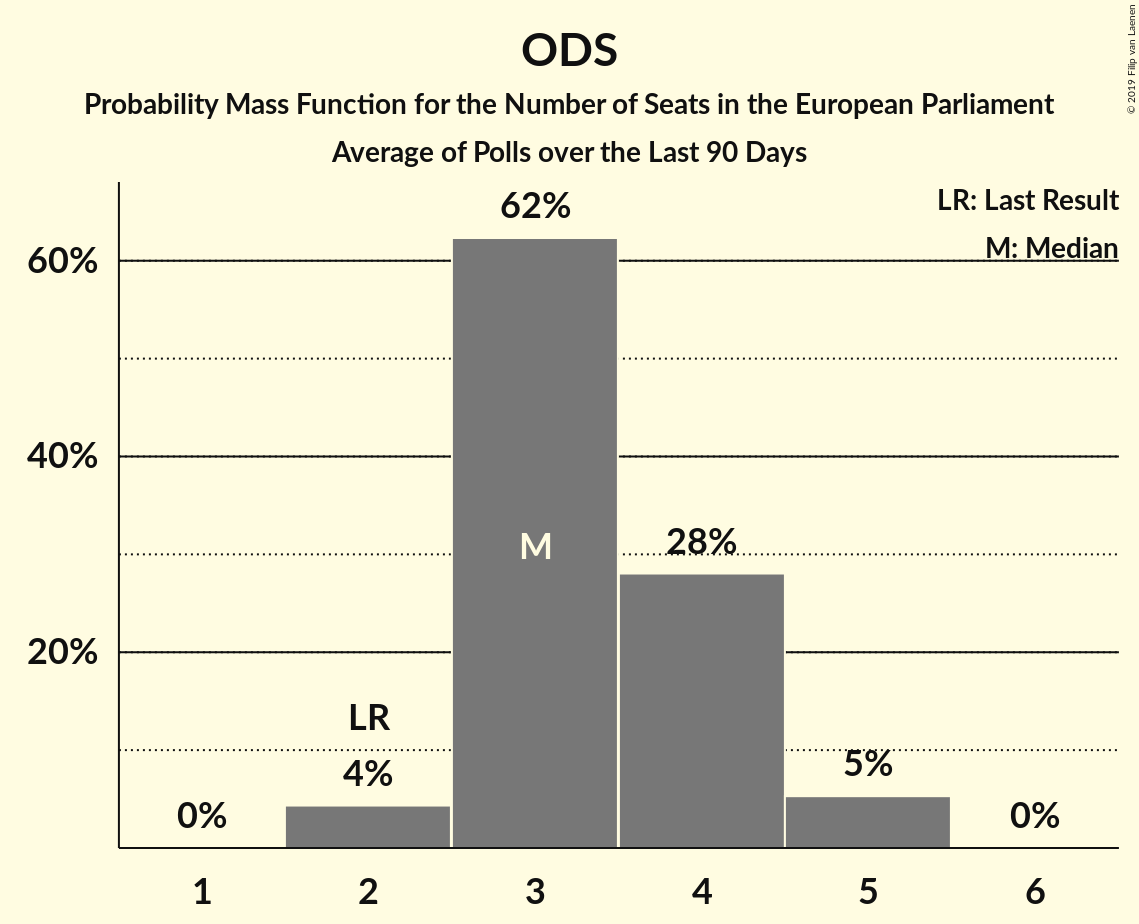 ODS
Probability Mass Function for the Number of Seats in the European Parliament
Average of Polls over the Last 90 Days
© 2019 Filip van Laenen
LR: Last Result
M: Median
62%
60%
40%
M
28%
20%
LR
4%
5%
0%
0%
1 2 3 4 5 6